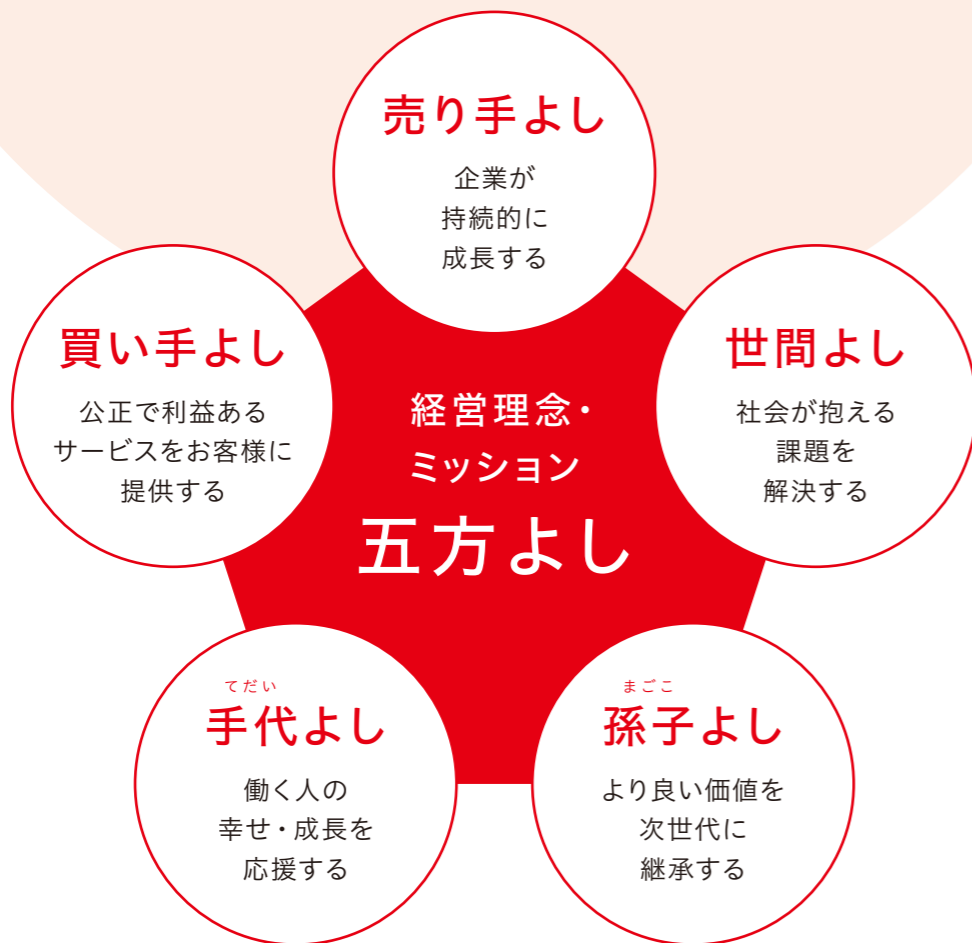 売り手よし
企業が
持続的に
成長する
買い手よし
公正で利益ある
サービスをお客様に
提供する
世間よし
社会が抱える
課題を
解決する
経営理念・
ミッション
五方よし
てだい
手代よし
働く人の
幸せ・成長を
応援する
まごこ
孫子よし
より良い価値を
次世代に
継承する